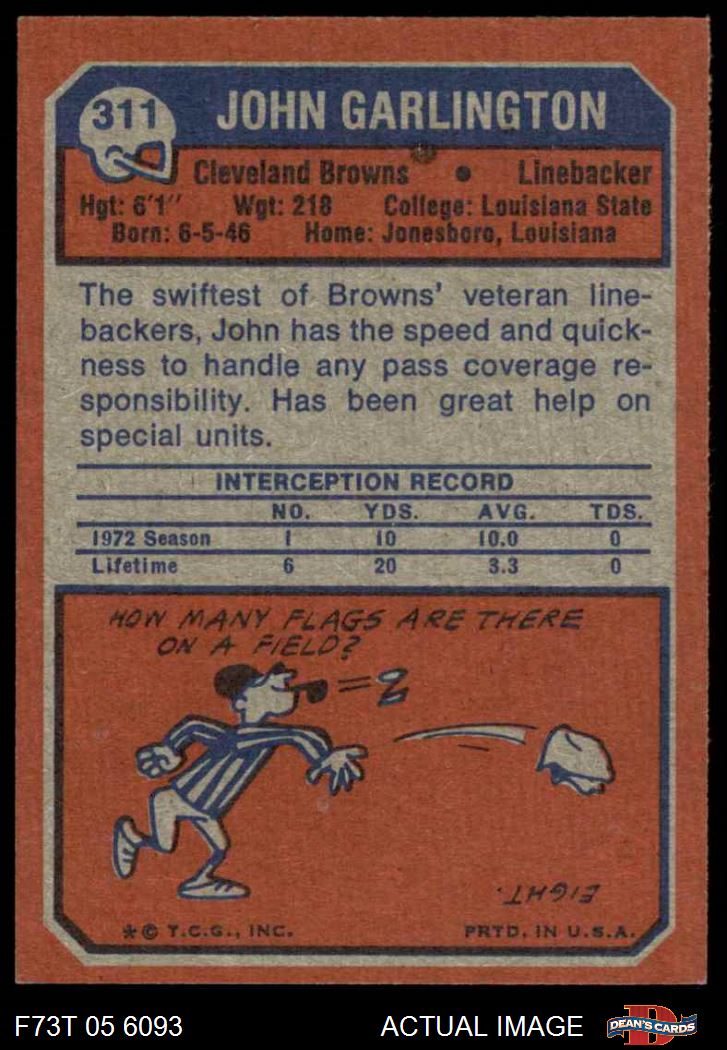 311 JOHN GARLINGTON
Cleveland Browns • Linebacker
Hgt: 6'1" Wgt: 218 College: Louisiana State
Born: 6-5-46 Home: Jonesboro, Louisiana
The swiftest of Browns' veteran line-
backers, John has the speed and quick-
ness to handle any pass coverage re-
sponsibility. Has been great help on
special units.
INTERCEPTION RECORD
NO. YDS. AVG. TDS.
1972 Season 1 10 10.0 0
Lifetime 6 20 3.3 0
HOW MANY FLAGS ARE THERE
ON A FIELD?
= Z
EIGHT.
*© T.C.G., INC. PRTD. IN U.S.A.
F73T 05 6093 ACTUAL IMAGE D DEAN'S CARDS